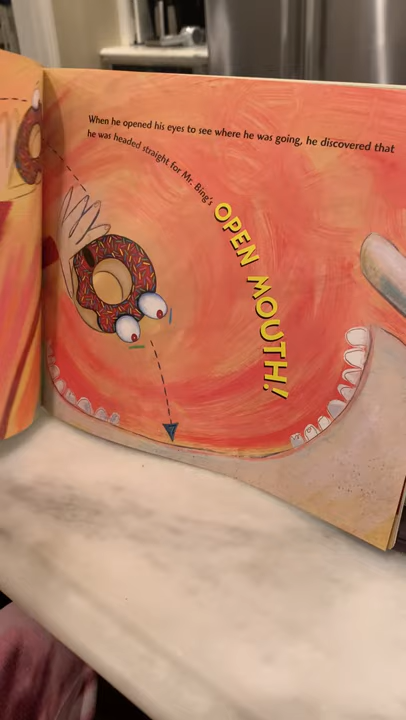 When he opened his eyes to see where he was going, he discovered that
he was headed straight for Mr. Bing's OPEN MOUTH!